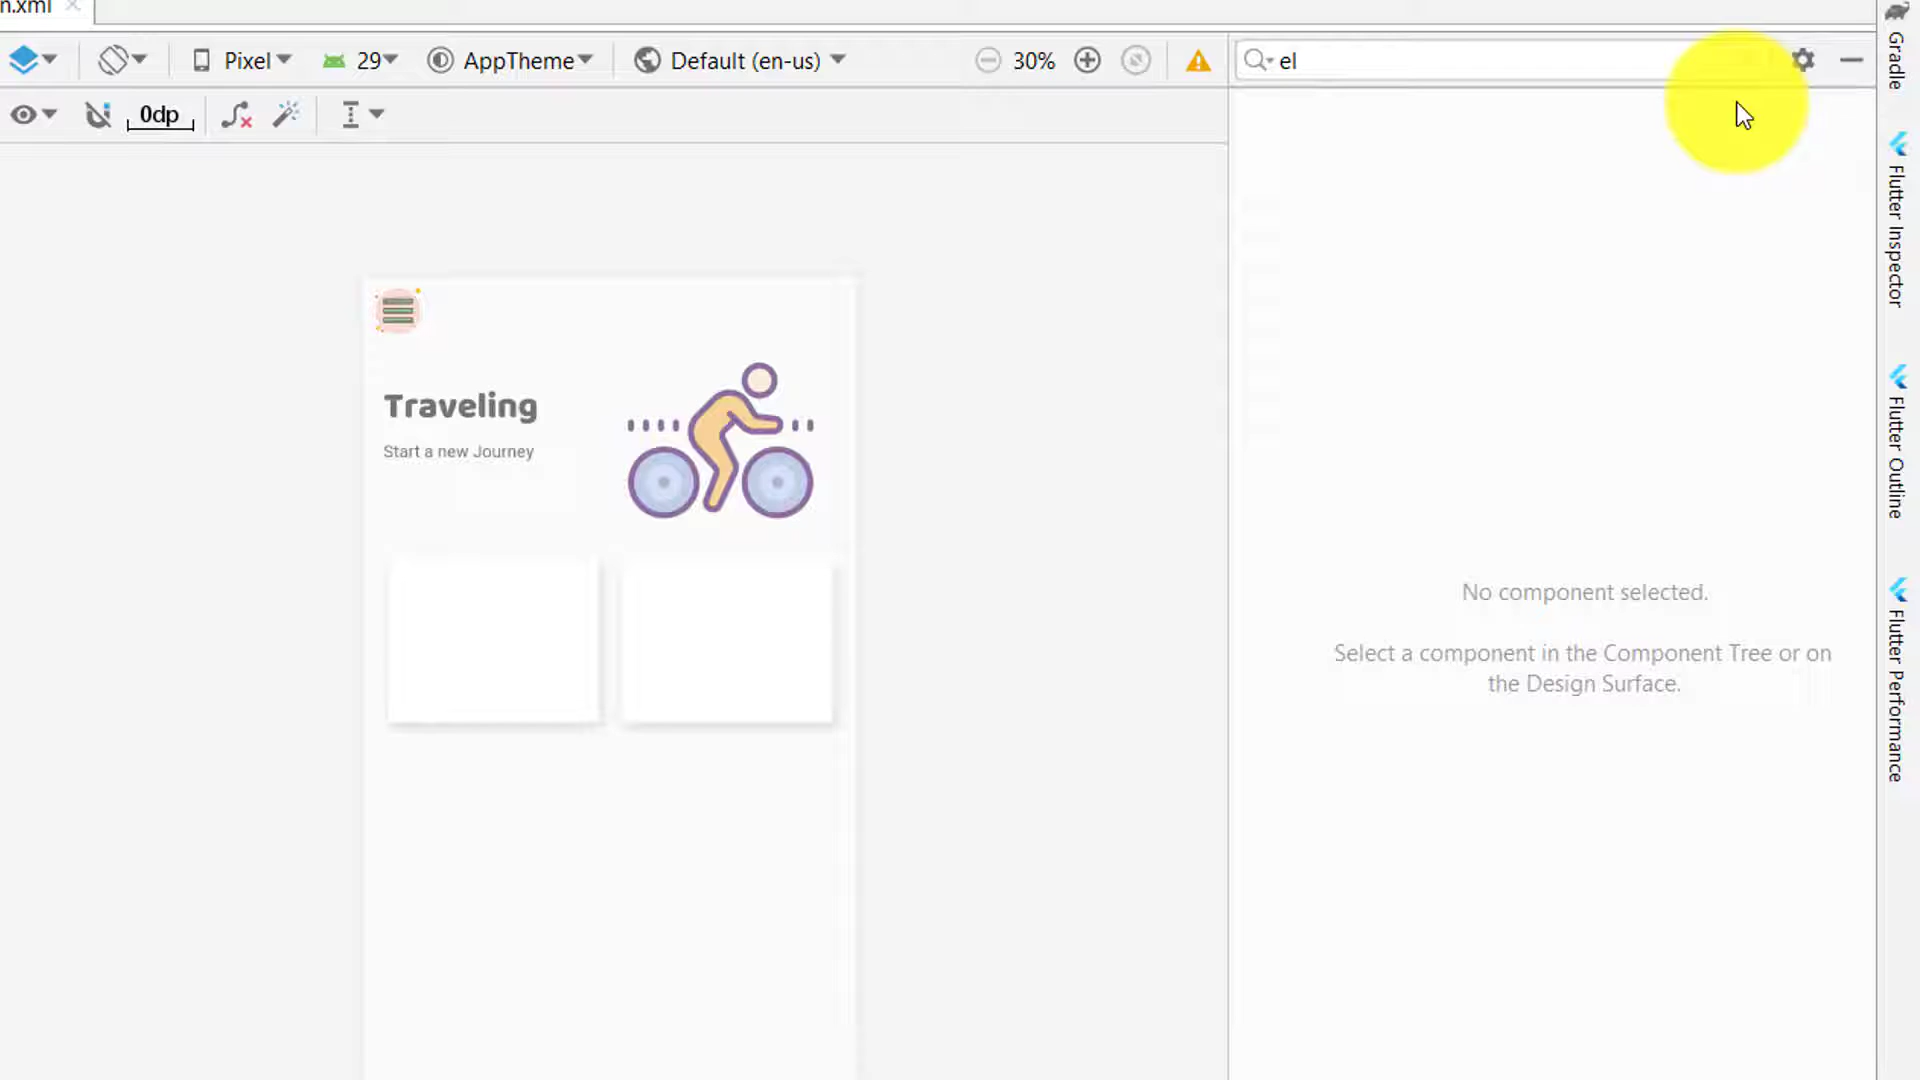 n.xml
Pixel
29
AppTheme
Default (en-us)
30%
el
0dp
Traveling
Start a new Journey
No component selected.
Select a component in the Component Tree or on
the Design Surface.
Gradle
Flutter Inspector
Flutter Outline
Flutter Performance